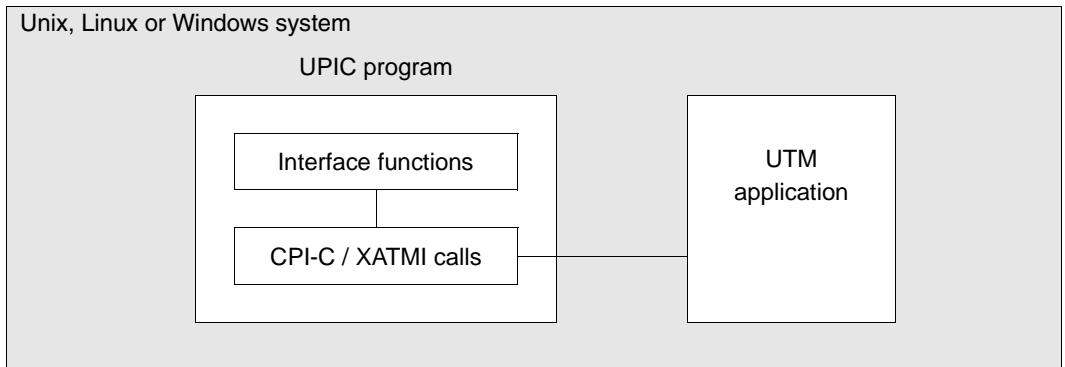 Unix, Linux or Windows system
UPIC program
Interface functions
CPI-C / XATMI calls
UTM
application